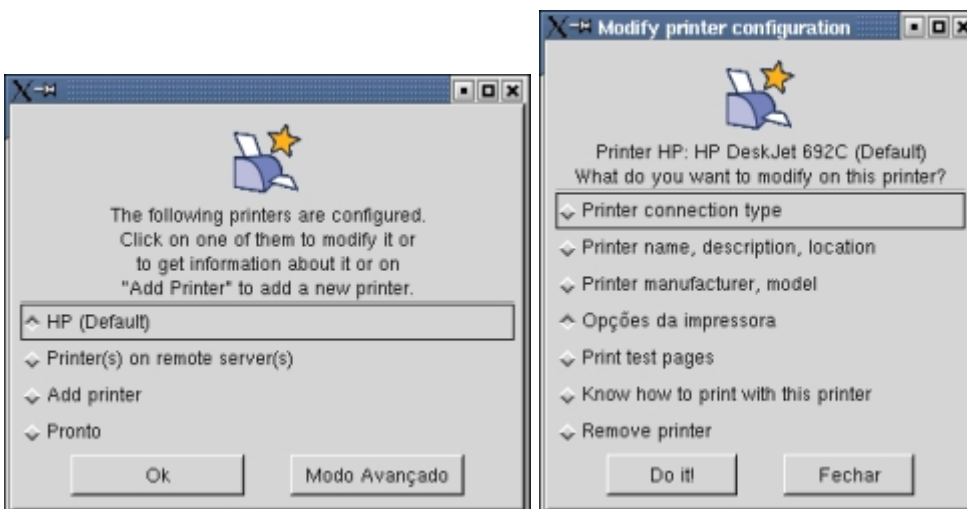 The following printers are configured.
Click on one of them to modify it or
to get information about it or on
"Add Printer" to add a new printer.
HP (Default)
Printer(s) on remote server(s)
Add printer
Pronto
Ok
Modo Avançado
Modify printer configuration
Printer HP: HP DeskJet 692C (Default)
What do you want to modify on this printer?
Printer connection type
Printer name, description, location
Printer manufacturer, model
Opções da impressora
Print test pages
Know how to print with this printer
Remove printer
Do it!
Fechar